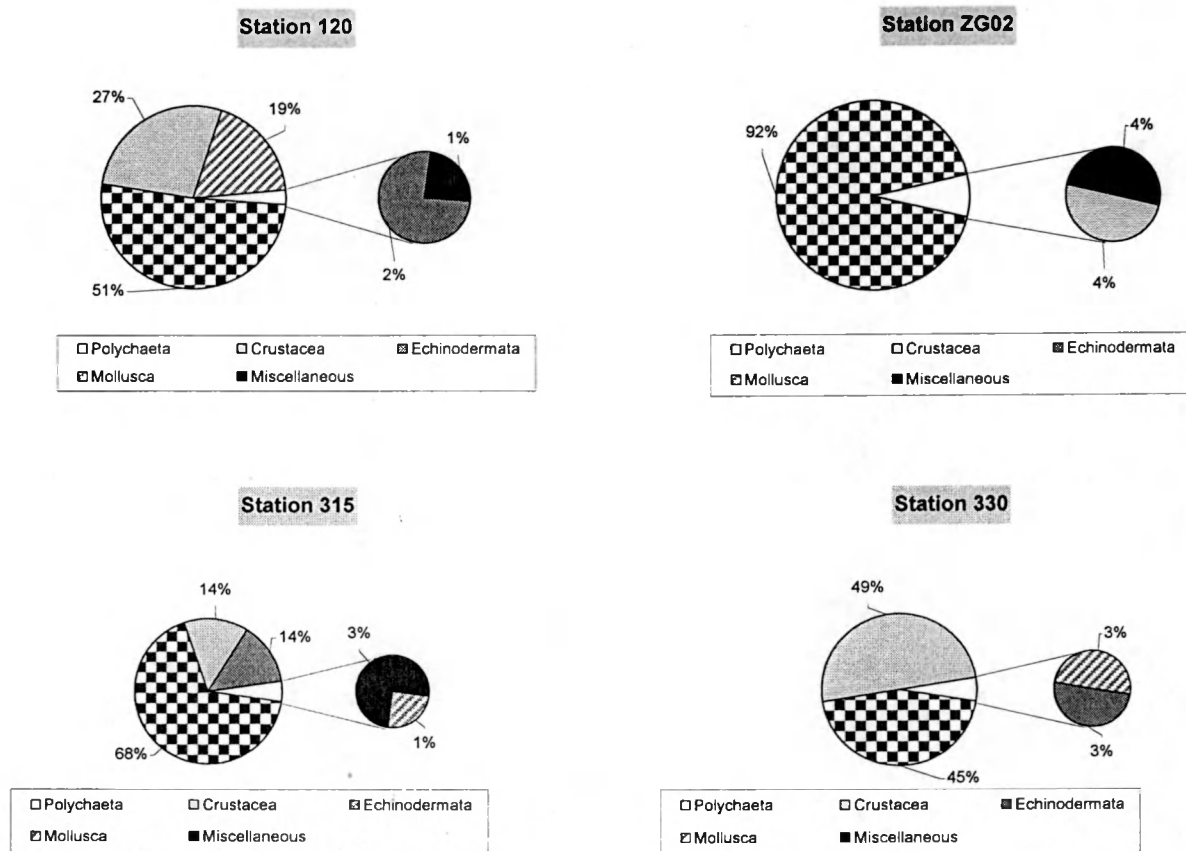 Station 120
27%
19%
1%
2%
51%
Polychaeta Crustacea Echinodermata
Mollusca Miscellaneous
Station ZG02
92%
4%
4%
Polychaeta Crustacea Echinodermata
Mollusca Miscellaneous
Station 315
14%
14%
3%
1%
68%
Polychaeta Crustacea Echinodermata
Mollusca Miscellaneous
Station 330
49%
3%
3%
45%
Polychaeta Crustacea Echinodermata
Mollusca Miscellaneous